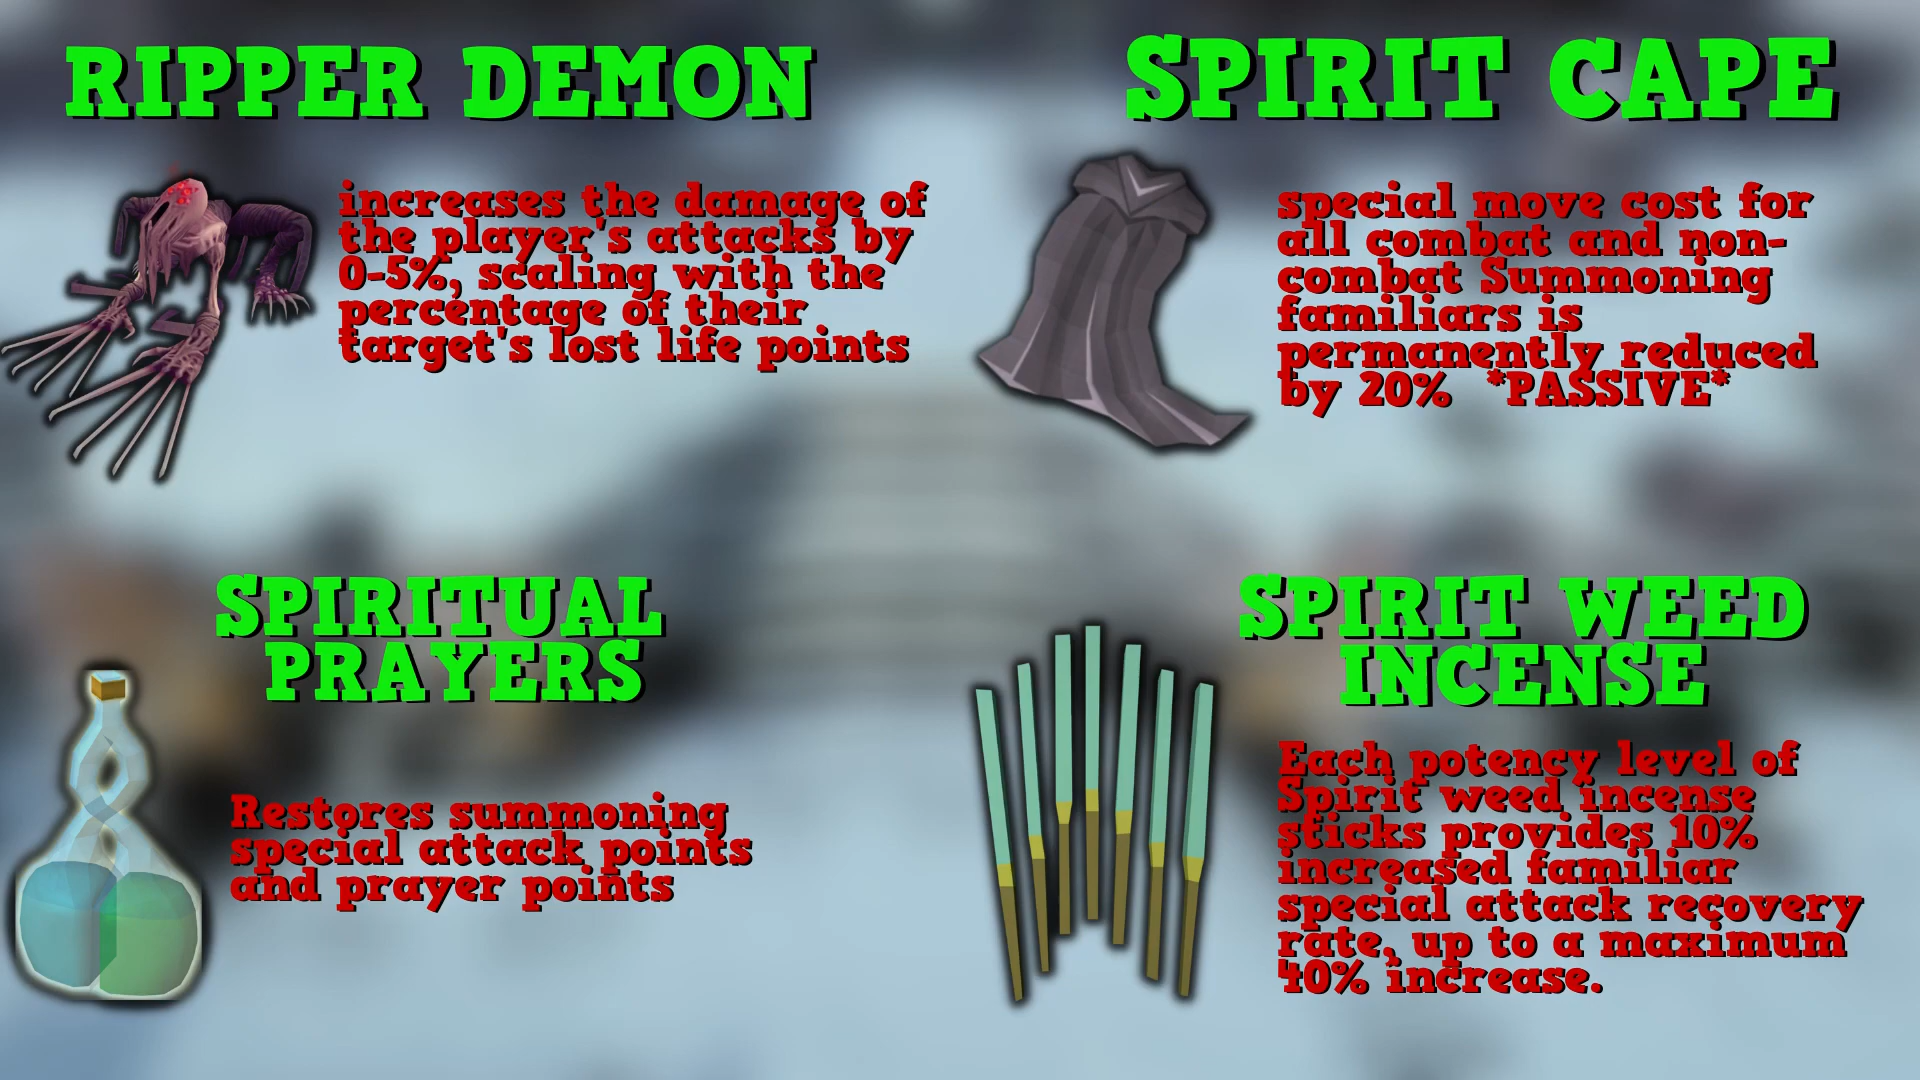 RIPPER DEMON
increases the damage of
the player's attacks by
0-5%, scaling with the
percentage of their
target's lost life points
SPIRIT CAPE
special move cost for
all combat and non-
combat Summoning
familiars is
permanently reduced
by 20% *PASSIVE*
SPIRITUAL
PRAYERS
Restores summoning
special attack points
and prayer points
SPIRIT WEED
INCENSE
Each potency level of
Spirit weed incense
sticks provides 10%
increased familiar
special attack recovery
rate, up to a maximum
40% increase.